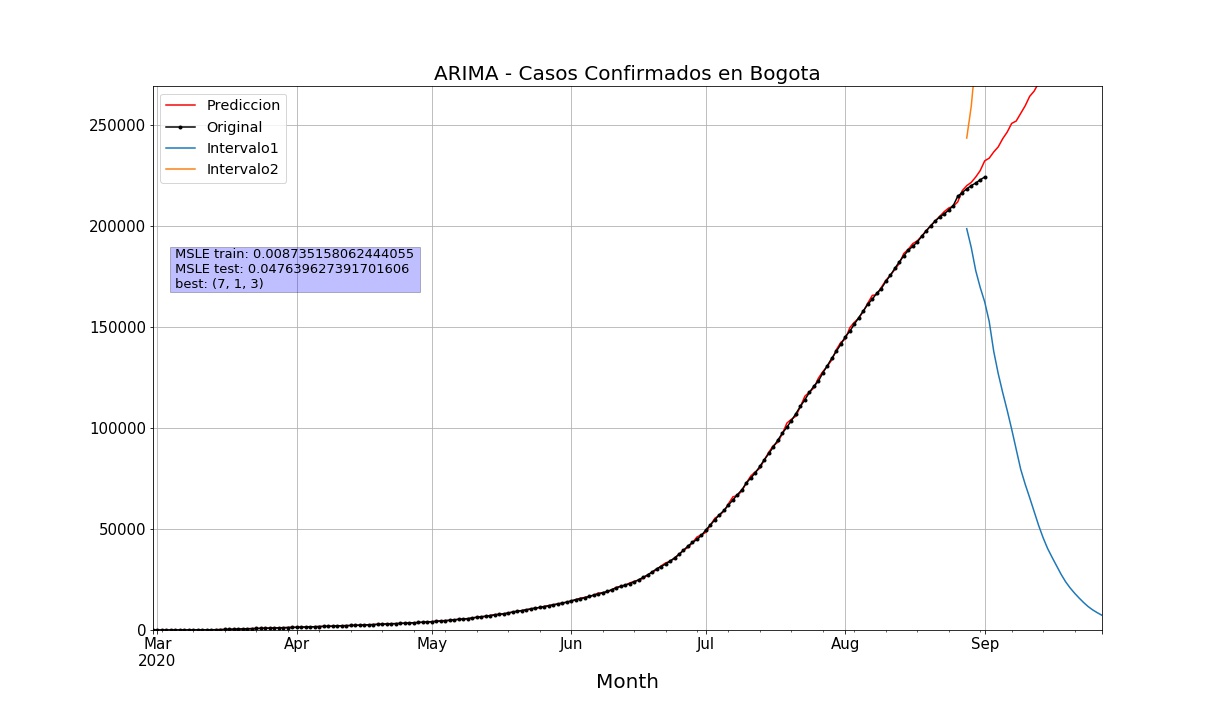 ARIMA - Casos Confirmados en Bogota
Prediccion
Original
Intervalo1
Intervalo2
250000
200000
150000
100000
50000
0
MSLE train: 0.008735158062444055
MSLE test: 0.047639627391701606
best: (7, 1, 3)
Mar Apr May Jun Jul Aug Sep
2020
Month